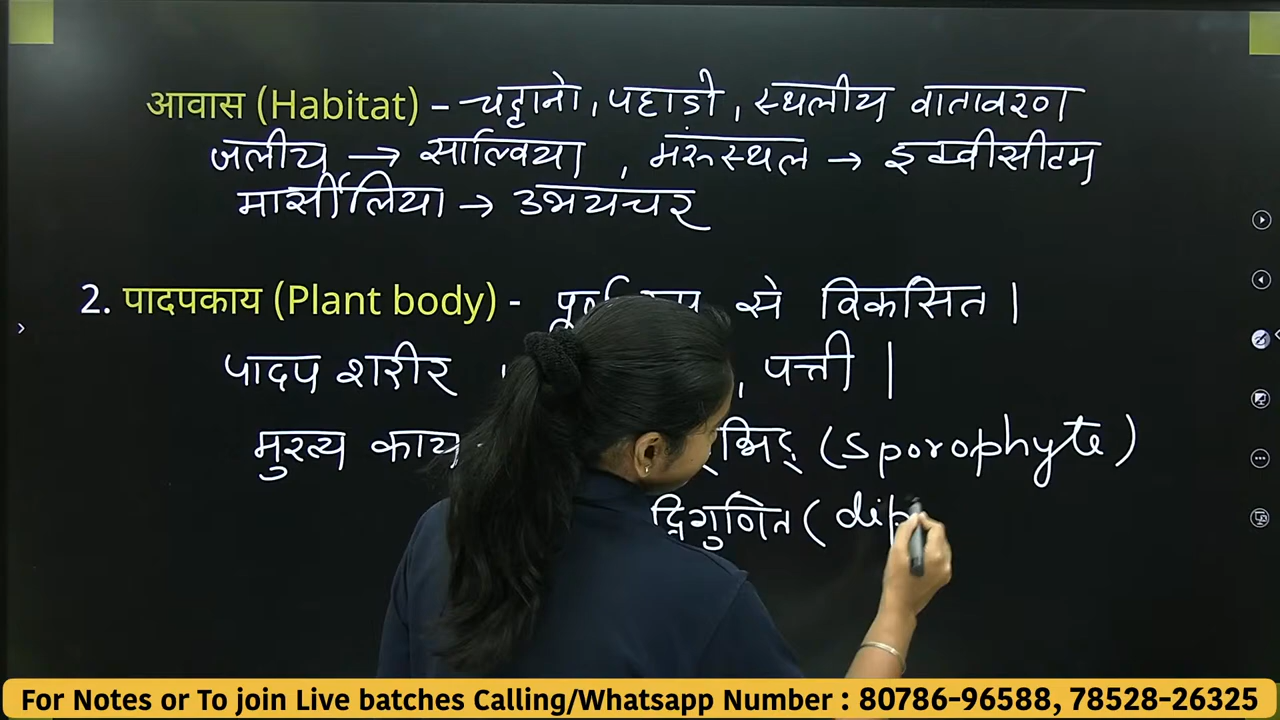 आवास (Habitat) – चट्टानो, पहाडी, स्थलीय वातावरण
जलीय → साल्विया, मंरूस्थल → इक्वीसीटम
मार्सीलिया → उभयचर
2. पादपकाय (Plant body) - से विकसित |
पादप शरीर , पत्ती |
मुख्य काय (Sporophyte)
द्विगुणित ( dip
For Notes or To join Live batches Calling/Whatsapp Number : 80786-96588, 78528-26325